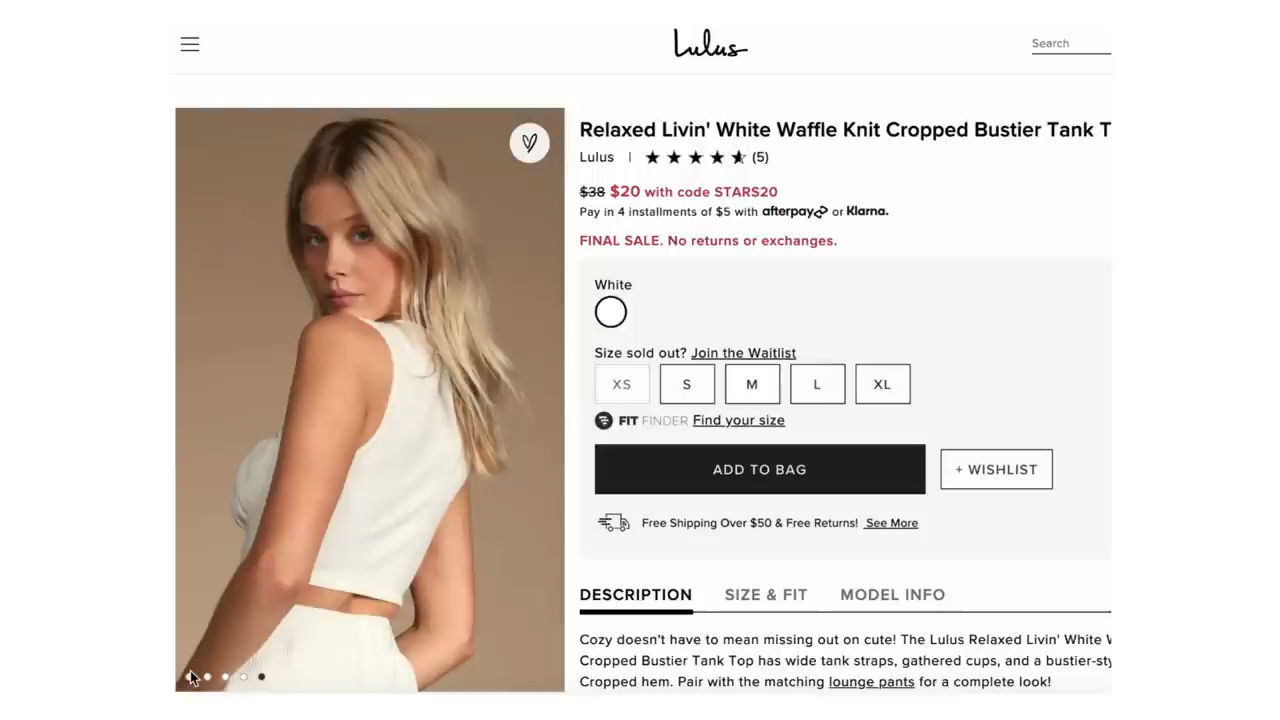 Lulus
Search
Relaxed Livin' White Waffle Knit Cropped Bustier Tank T
Lulus | ★ ★ ★ ★ ★ (5)
$38 $20 with code STARS20
Pay in 4 installments of $5 with afterpay or Klarna.
FINAL SALE. No returns or exchanges.
White
Size sold out? Join the Waitlist
XS S M L XL
FIT FINDER Find your size
ADD TO BAG + WISHLIST
Free Shipping Over $50 & Free Returns! See More
DESCRIPTION SIZE & FIT MODEL INFO
Cozy doesn't have to mean missing out on cute! The Lulus Relaxed Livin' White
Cropped Bustier Tank Top has wide tank straps, gathered cups, and a bustier-sty
Cropped hem. Pair with the matching lounge pants for a complete look!